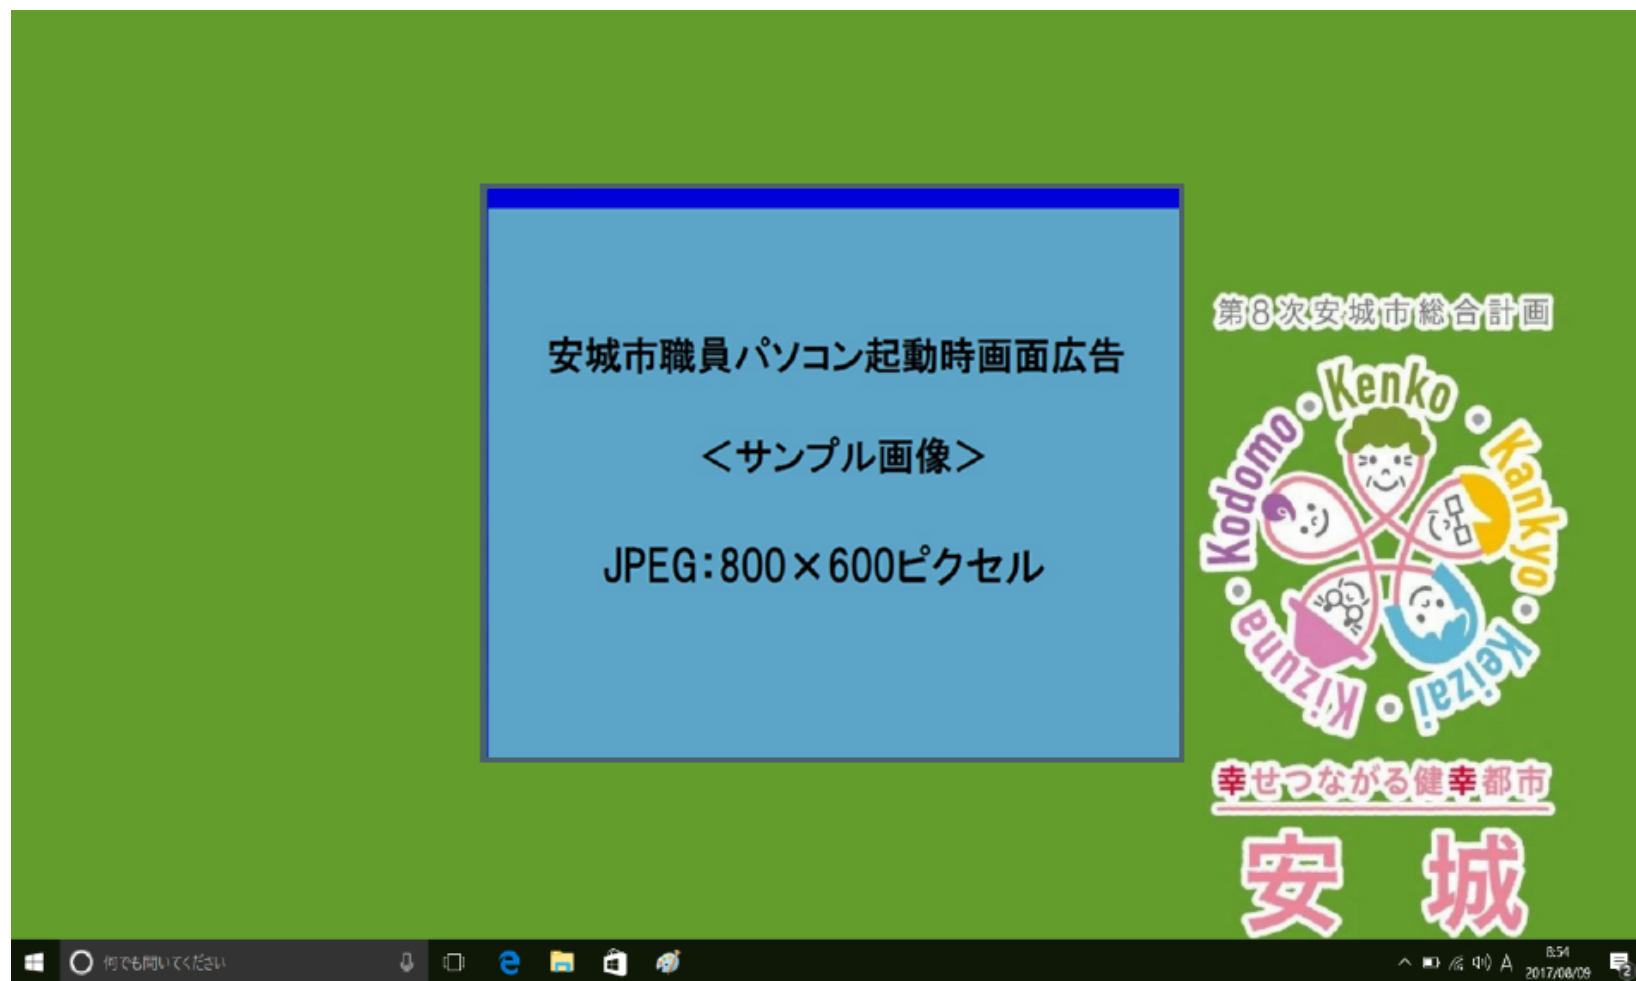 安城市職員パソコン起動時画面広告
＜サンプル画像＞
JPEG：800×600ピクセル
第8次安城市総合計画
Kenko
Kankyo
Keizai
Kizuna
Kodomo
幸せつながる健幸都市
安 城
何でも聞いてください
A
8:54
2017/08/09
2